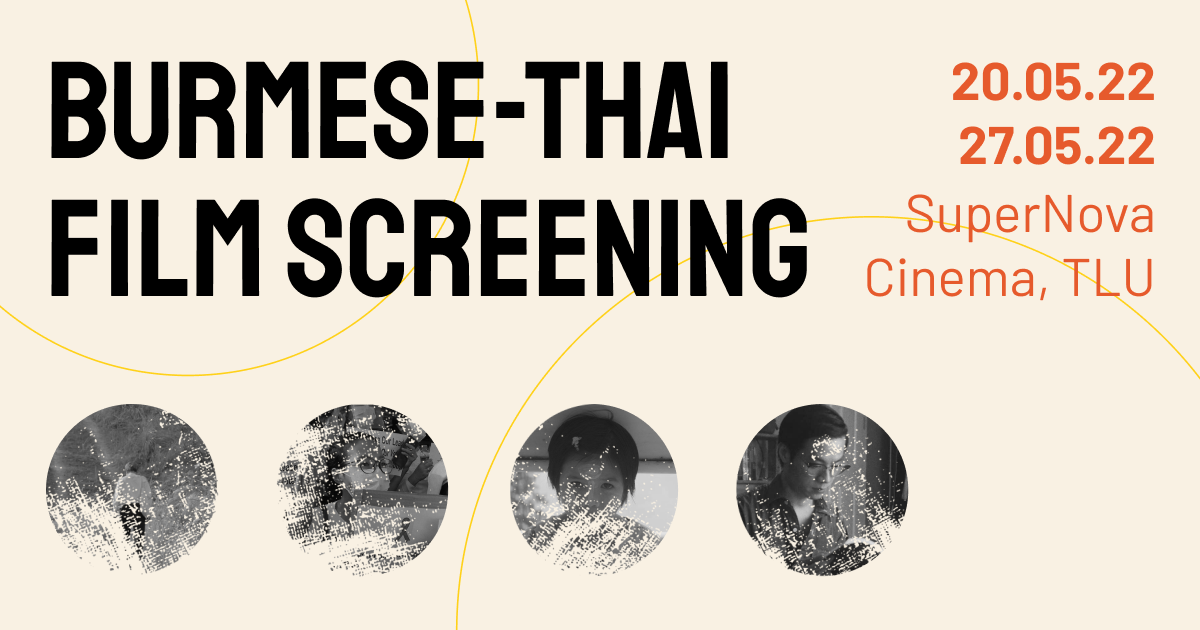 BURMESE-THAI
FILM SCREENING
20.05.22
27.05.22
SuperNova
Cinema, TLU